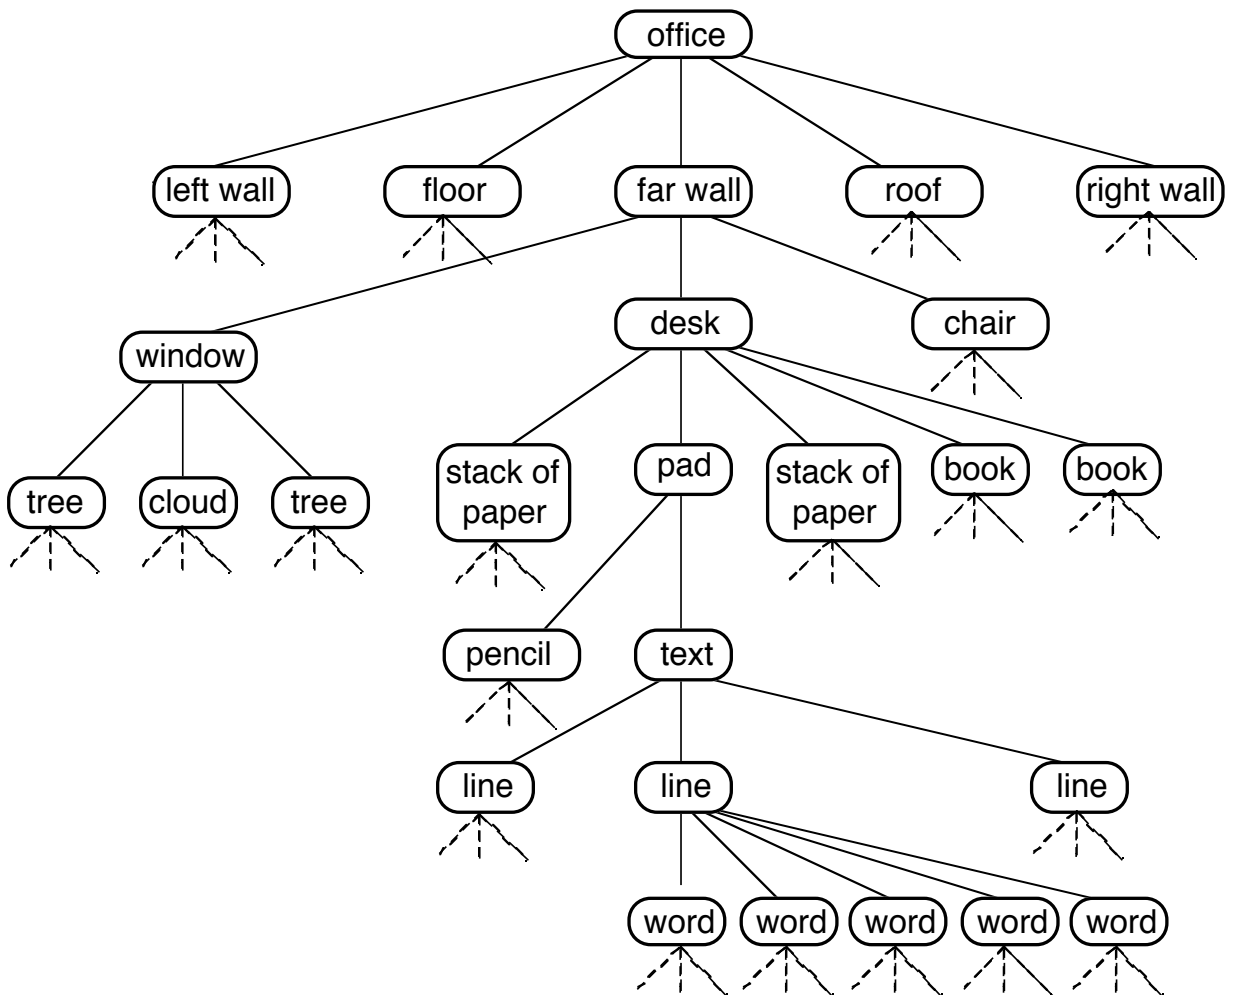 office
left wall
floor
far wall
roof
right wall
window
desk
chair
tree
cloud
tree
stack of
paper
pad
stack of
paper
book
book
pencil
text
line
line
line
word
word
word
word
word